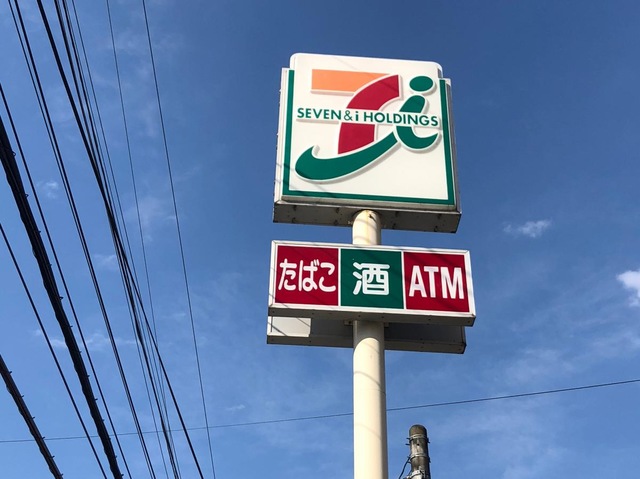 SEVEN & i HOLDINGS
たばこ 酒 ATM